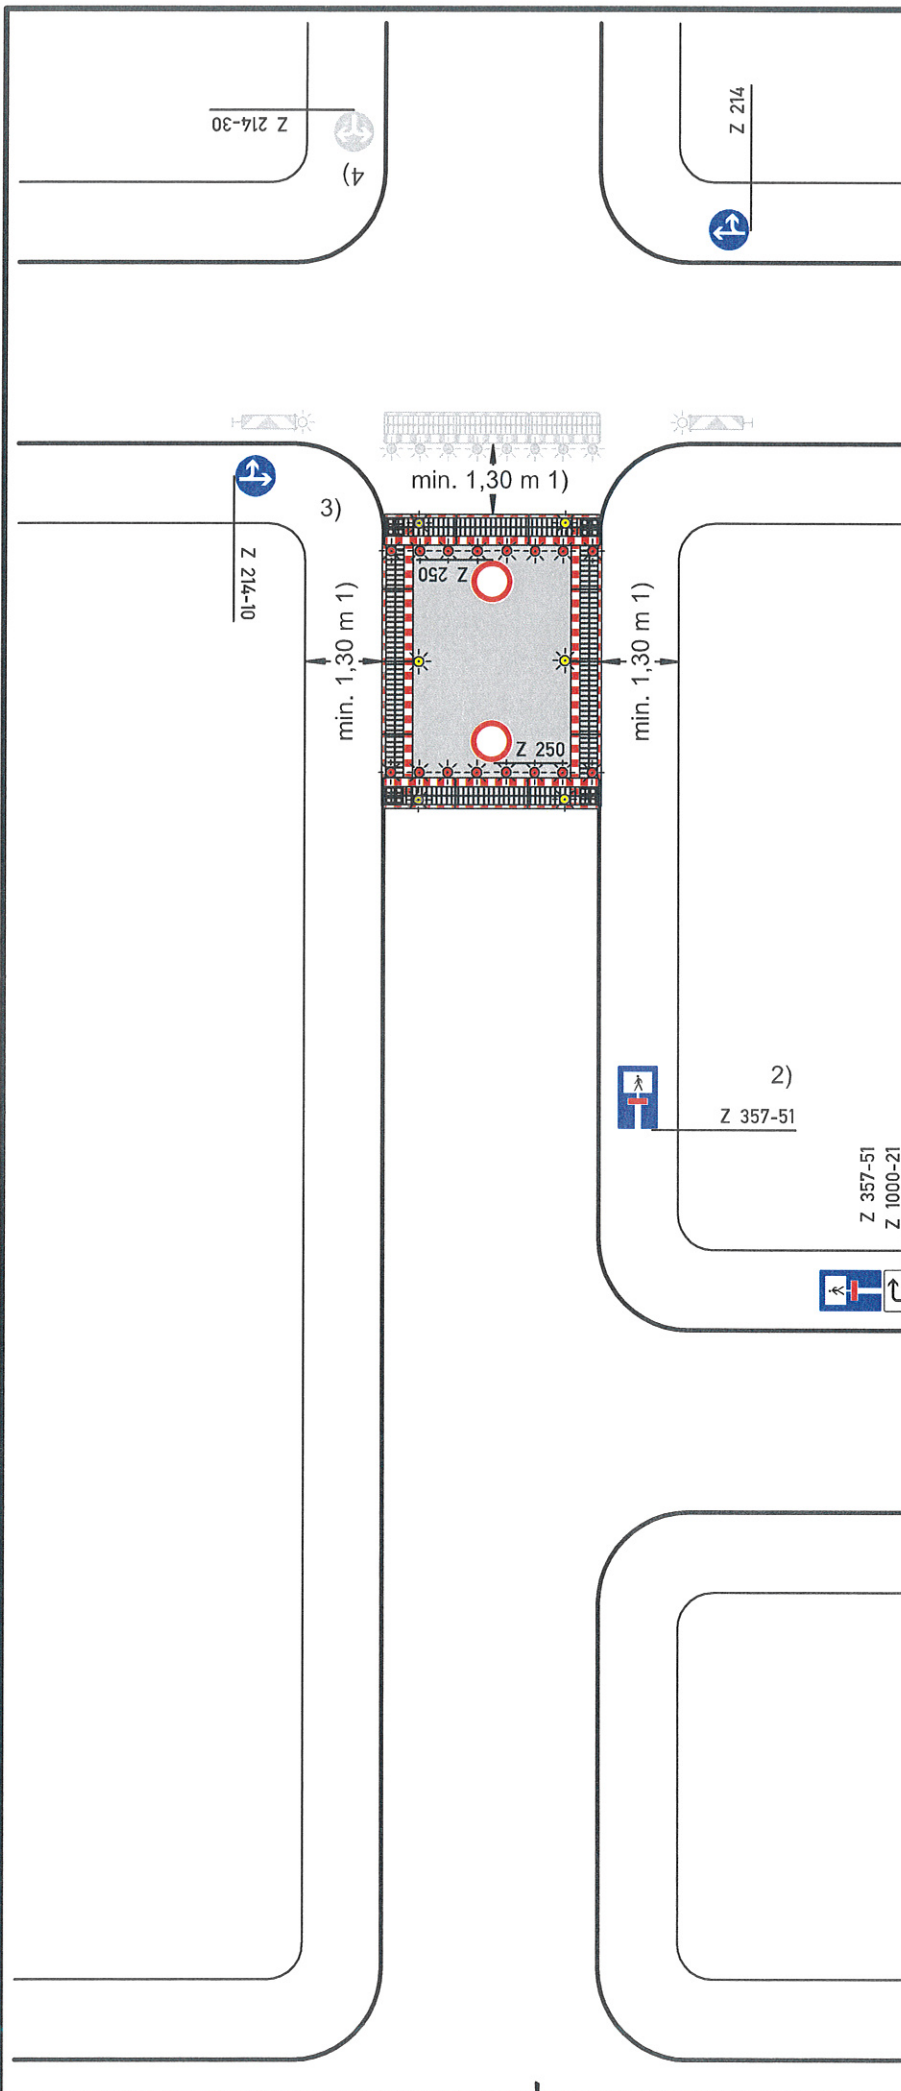 Z 214-30
4)
Z 214
min. 1,30 m 1)
3)
Z 214-10
Z 250
min. 1,30 m 1)
min. 1,30 m 1)
Z 250
2)
Z 357-51
Z 357-51
Z 1000-21